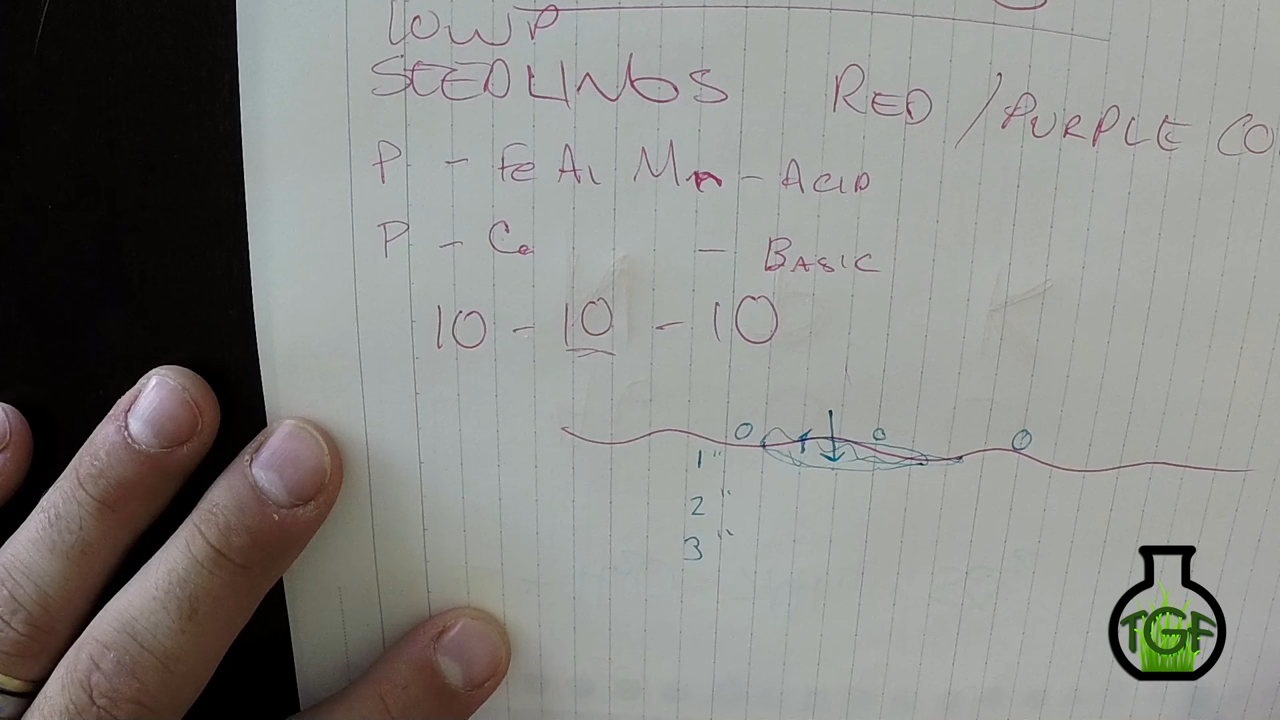 LOW P
SEEDLINGS RED / PURPLE CO
P - Fe Al Mn - ACID
P - Ca - BASIC
10 - 10 - 10
1"
2"
3"
TGF